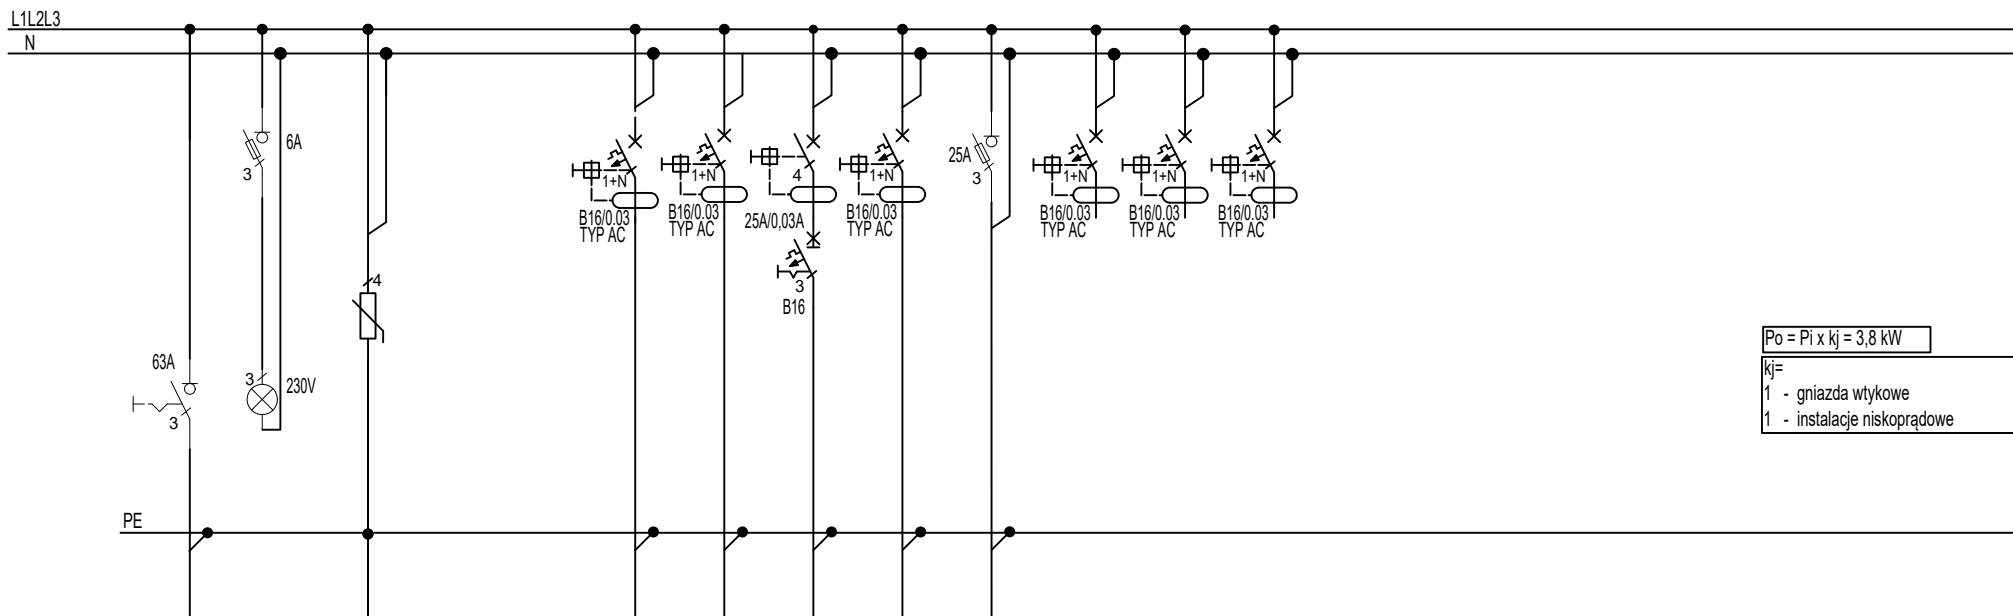 L1L2L3
N
6A
3
25A
3
1+N
1+N
4
1+N
1+N
1+N
1+N
B16/0.03
TYP AC
B16/0.03
TYP AC
25A/0,03A
B16/0.03
TYP AC
B16/0.03
TYP AC
B16/0.03
TYP AC
B16/0.03
TYP AC
4
3
B16
63A
3
3
230V
Po = Pi x kj = 3,8 kW
kj=
1 - gniazda wtykowe
1 - instalacje niskoprądowe
PE